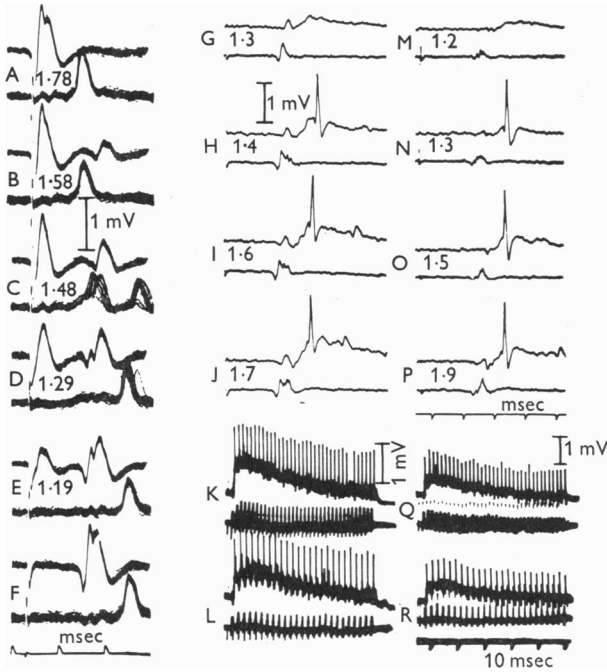 A 1·78
B 1·58
1 mV
C 1·48
D 1·29
E 1·19
F
msec
G 1·3
1 mV
H 1·4
I 1·6
J 1·7
K
1 mV
L
M 1·2
N 1·3
O 1·5
P 1·9
msec
1 mV
Q
R
10 msec